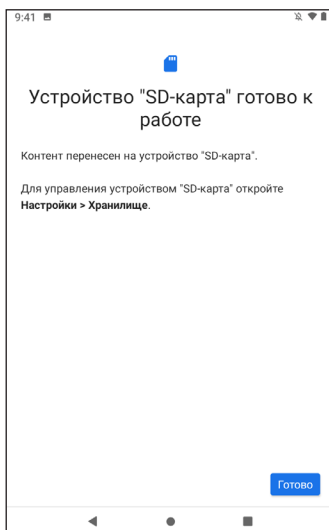 9:41
Устройство "SD-карта" готово к
работе
Контент перенесен на устройство "SD-карта".
Для управления устройством "SD-карта" откройте
Настройки > Хранилище.
Готово